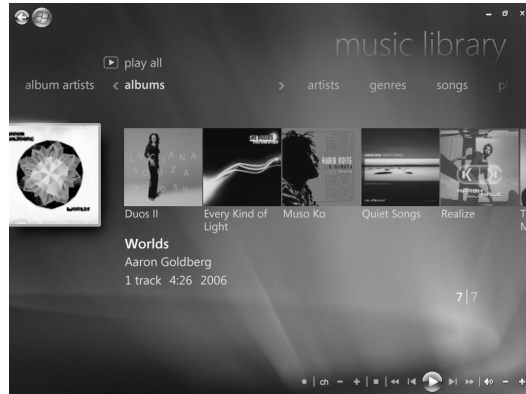 music library
play all
album artists < albums > artists genres songs pl
Duos II Every Kind of Light Muso Ko Quiet Songs Realize T
M
Worlds
Aaron Goldberg
1 track 4:26 2006
7|7
ch